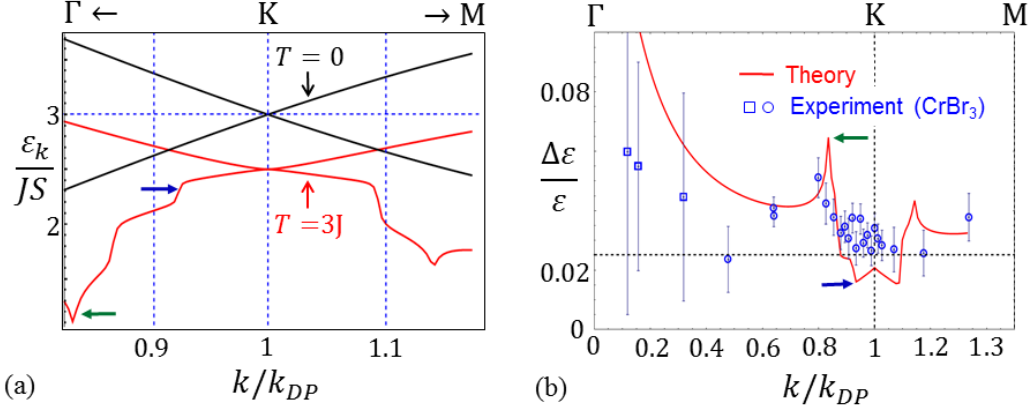 Γ ← K → M
T = 0
3
ε_k / JS
2
T = 3J
0.9 1 1.1
(a) k/k_DP
Γ K M
0.08
Theory
Experiment (CrBr₃)
Δε / ε
0.02
0
0 0.2 0.4 0.6 0.8 1 1.2 1.3
(b) k/k_DP